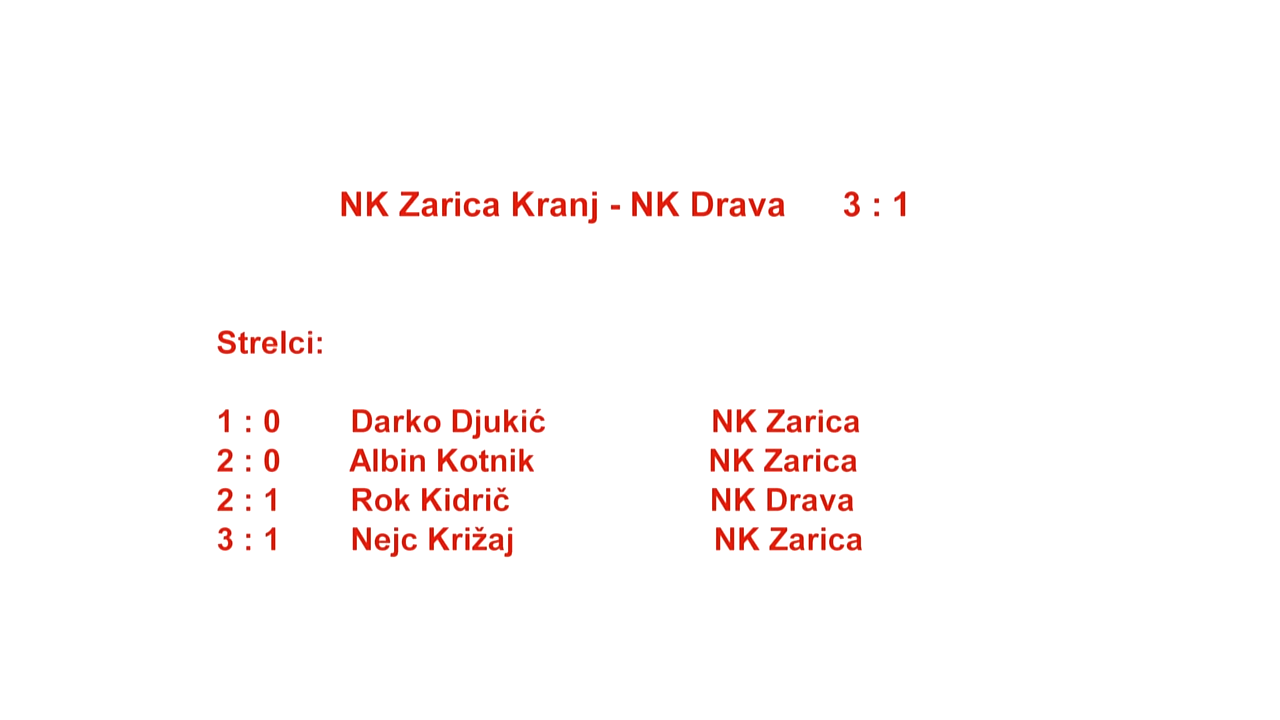 NK Zarica Kranj - NK Drava 3 : 1
Strelci:
1 : 0 Darko Djukić NK Zarica
2 : 0 Albin Kotnik NK Zarica
2 : 1 Rok Kidrič NK Drava
3 : 1 Nejc Križaj NK Zarica